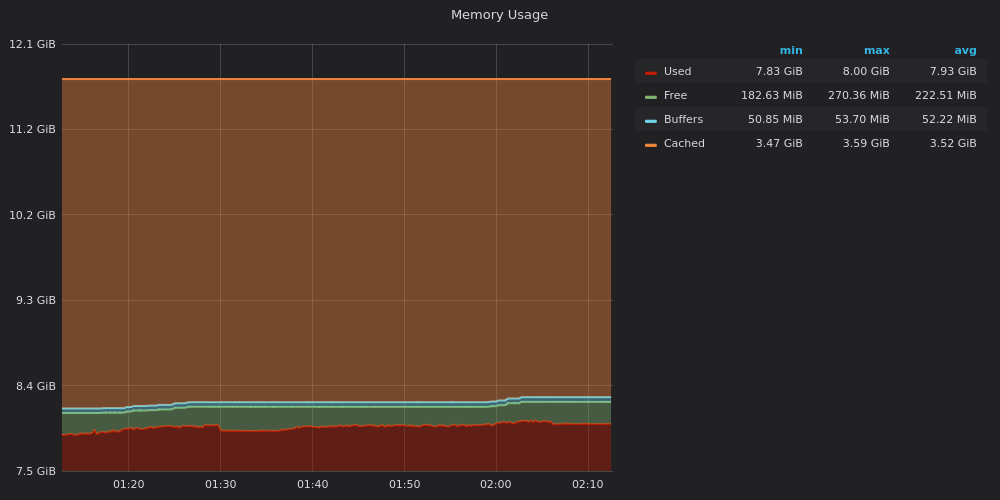 Memory Usage
12.1 GiB
11.2 GiB
10.2 GiB
9.3 GiB
8.4 GiB
7.5 GiB
01:20 01:30 01:40 01:50 02:00 02:10
min max avg
Used 7.83 GiB 8.00 GiB 7.93 GiB
Free 182.63 MiB 270.36 MiB 222.51 MiB
Buffers 50.85 MiB 53.70 MiB 52.22 MiB
Cached 3.47 GiB 3.59 GiB 3.52 GiB